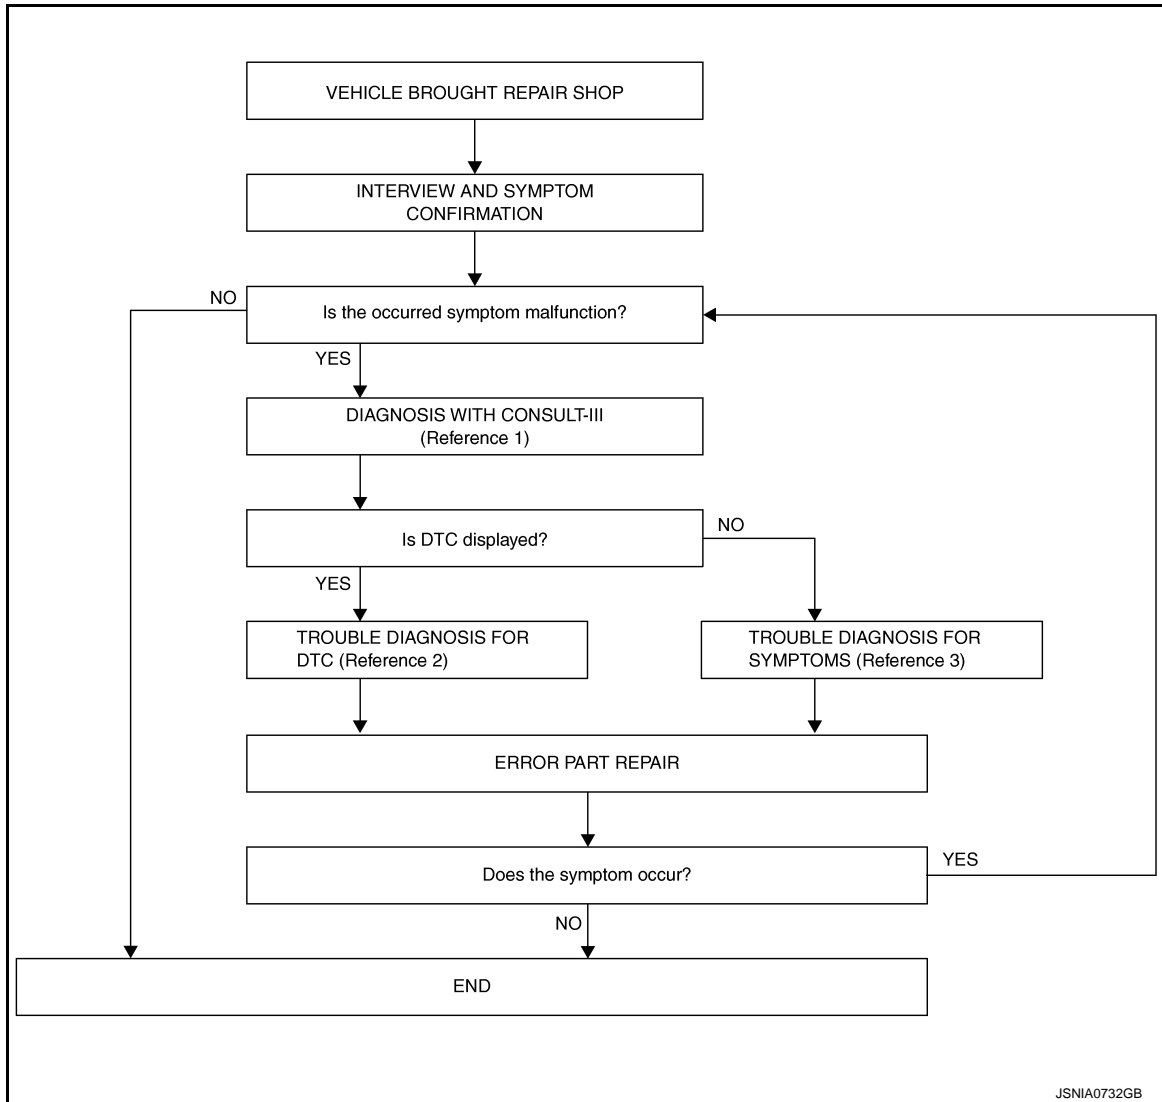 VEHICLE BROUGHT REPAIR SHOP
INTERVIEW AND SYMPTOM
CONFIRMATION
NO
Is the occurred symptom malfunction?
YES
DIAGNOSIS WITH CONSULT-III
(Reference 1)
Is DTC displayed?
NO
YES
TROUBLE DIAGNOSIS FOR
DTC (Reference 2)
TROUBLE DIAGNOSIS FOR
SYMPTOMS (Reference 3)
ERROR PART REPAIR
Does the symptom occur?
YES
NO
END
JSNIA0732GB